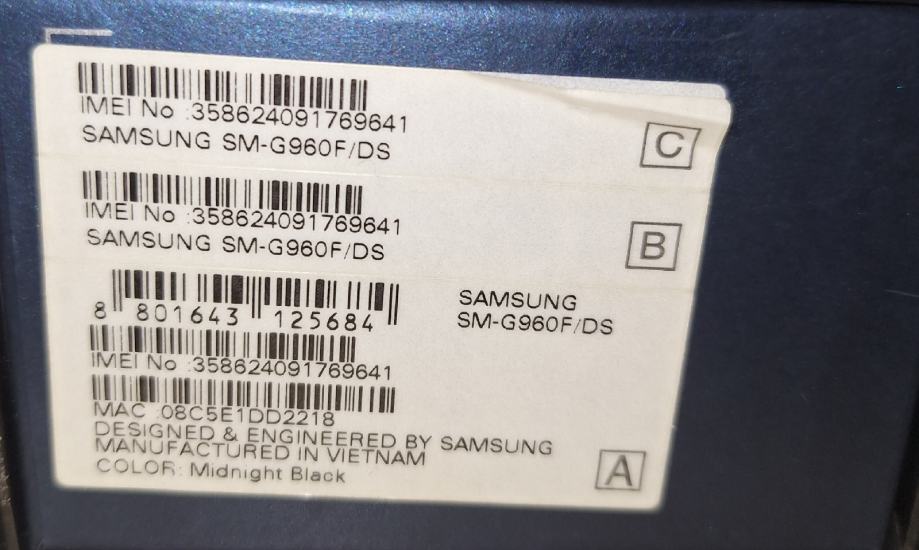 IMEI No :358624091769641
SAMSUNG SM-G960F/DS
C
IMEI No :358624091769641
SAMSUNG SM-G960F/DS
B
8 801643 125684
SAMSUNG
SM-G960F/DS
IMEI No :358624091769641
MAC :08C5E1DD2218
DESIGNED & ENGINEERED BY SAMSUNG
MANUFACTURED IN VIETNAM
COLOR: Midnight Black
A